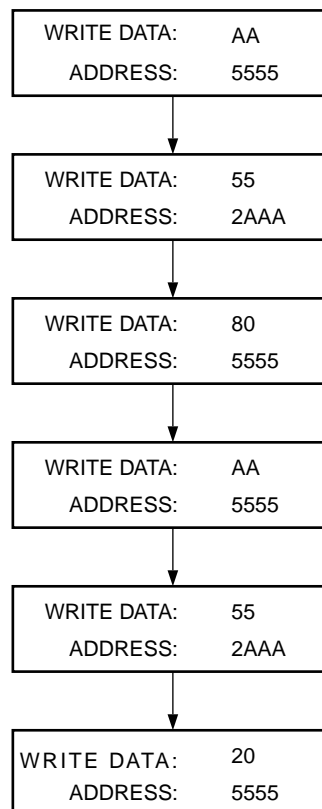 WRITE DATA: AA
ADDRESS: 5555
WRITE DATA: 55
ADDRESS: 2AAA
WRITE DATA: 80
ADDRESS: 5555
WRITE DATA: AA
ADDRESS: 5555
WRITE DATA: 55
ADDRESS: 2AAA
WRITE DATA: 20
ADDRESS: 5555